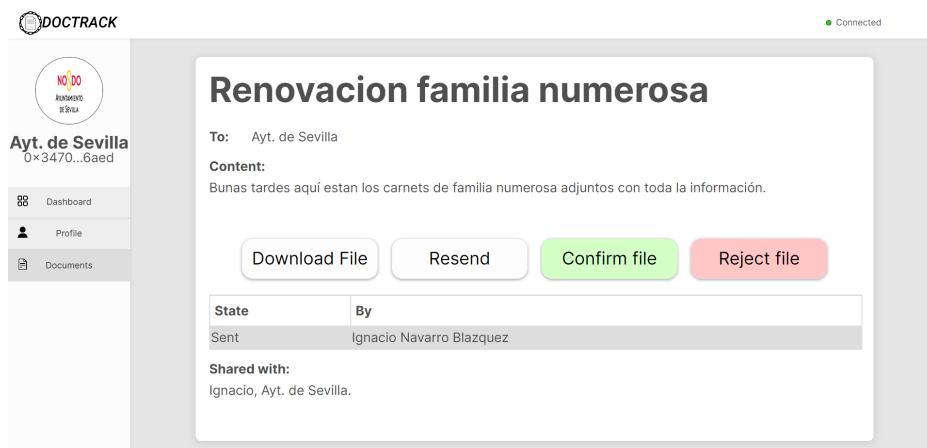 DOCTRACK
Connected
NO8DO
AYUNTAMIENTO
DE SEVILLA
Ayt. de Sevilla
0×3470...6aed
Dashboard
Profile
Documents
Renovacion familia numerosa
To: Ayt. de Sevilla
Content:
Bunas tardes aquí estan los carnets de familia numerosa adjuntos con toda la información.
Download File Resend Confirm file Reject file
State By
Sent Ignacio Navarro Blazquez
Shared with:
Ignacio, Ayt. de Sevilla.